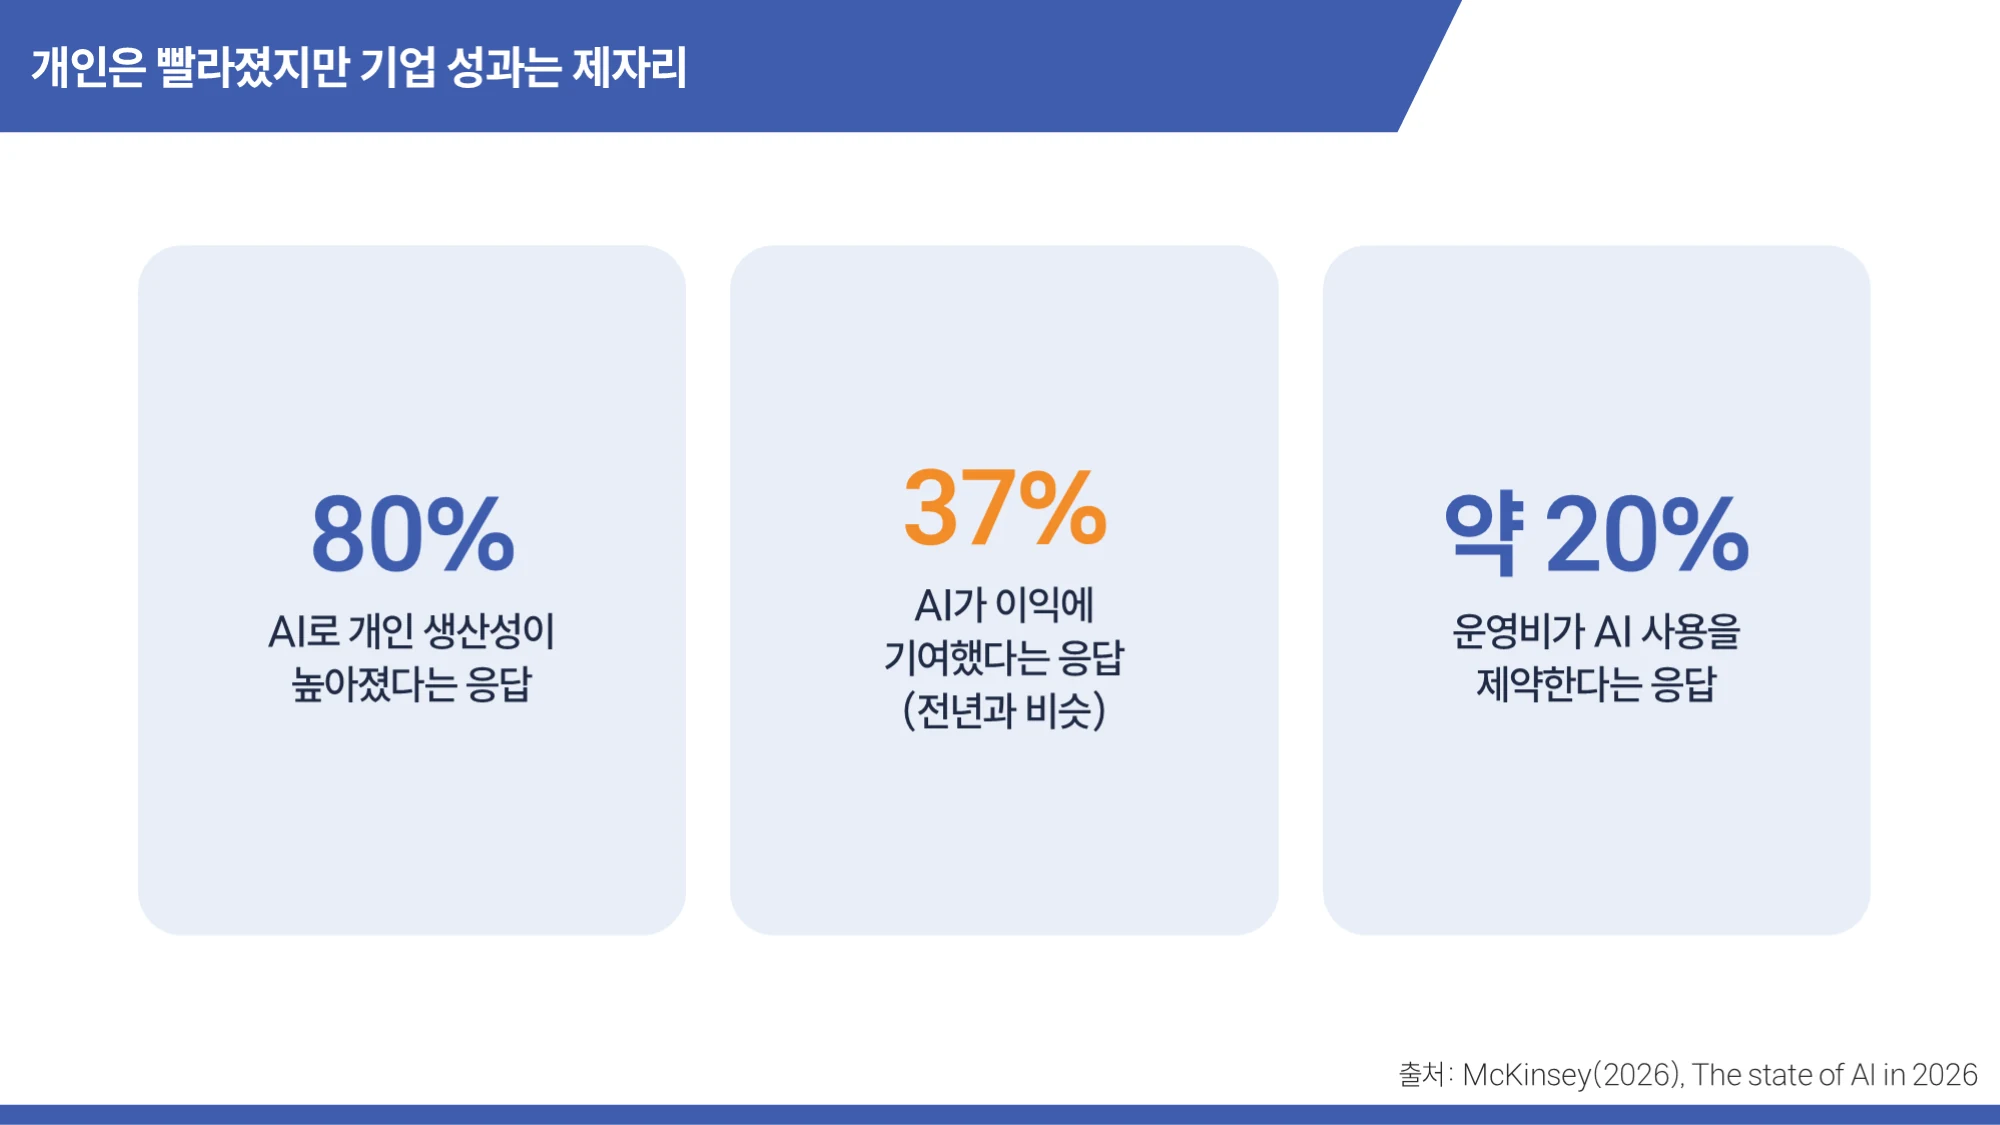 개인은 빨라졌지만 기업 성과는 제자리
80%
AI로 개인 생산성이
높아졌다는 응답
37%
AI가 이익에
기여했다는 응답
(전년과 비슷)
약 20%
운영비가 AI 사용을
제약한다는 응답
출처: McKinsey(2026), The state of AI in 2026